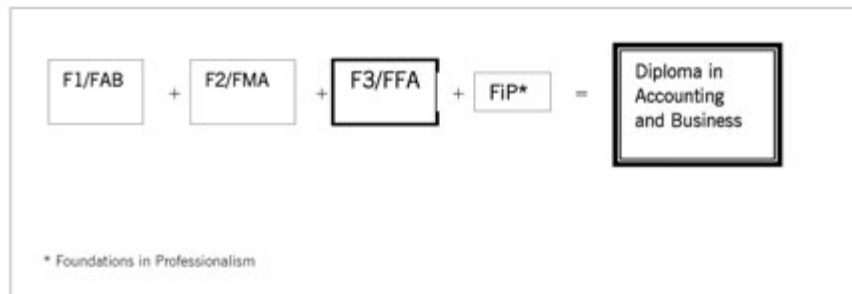 F1/FAB + F2/FMA + F3/FFA + FiP* = Diploma in
Accounting
and Business
* Foundations in Professionalism